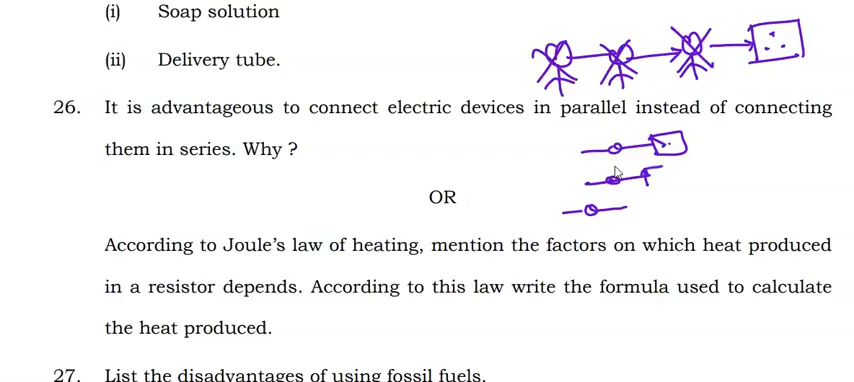 (i) Soap solution
(ii) Delivery tube.
26. It is advantageous to connect electric devices in parallel instead of connecting
them in series. Why ?
OR
According to Joule's law of heating, mention the factors on which heat produced
in a resistor depends. According to this law write the formula used to calculate
the heat produced.
27. List the disadvantages of using fossil fuels.